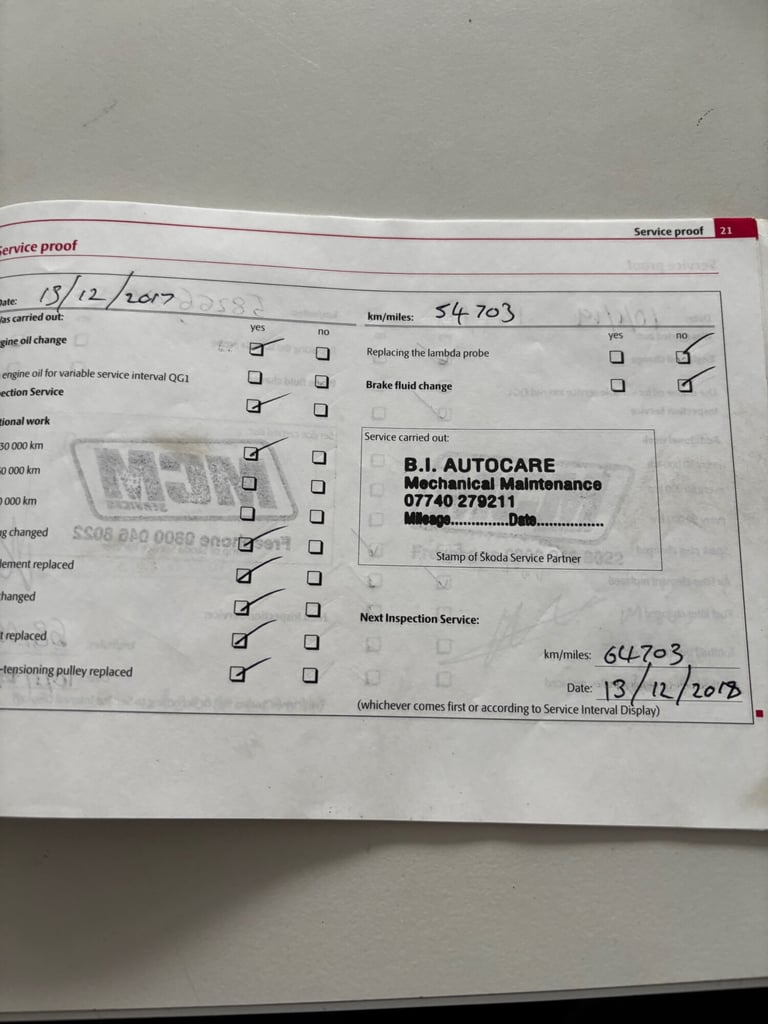 Service proof 21
Service proof
Date: 13/12/2017
km/miles: 54703
was carried out:
yes no
yes no
gine oil change
Replacing the lambda probe
engine oil for variable service interval QG1
Brake fluid change
ection Service
tional work
Service carried out:
30 000 km
B.I. AUTOCARE
0 000 km
Mechanical Maintenance
07740 279211
000 km
Mileage..............Date................
g changed
Stamp of Škoda Service Partner
lement replaced
hanged
Next Inspection Service:
t replaced
km/miles: 64703
-tensioning pulley replaced
Date: 13/12/2018
(whichever comes first or according to Service Interval Display)